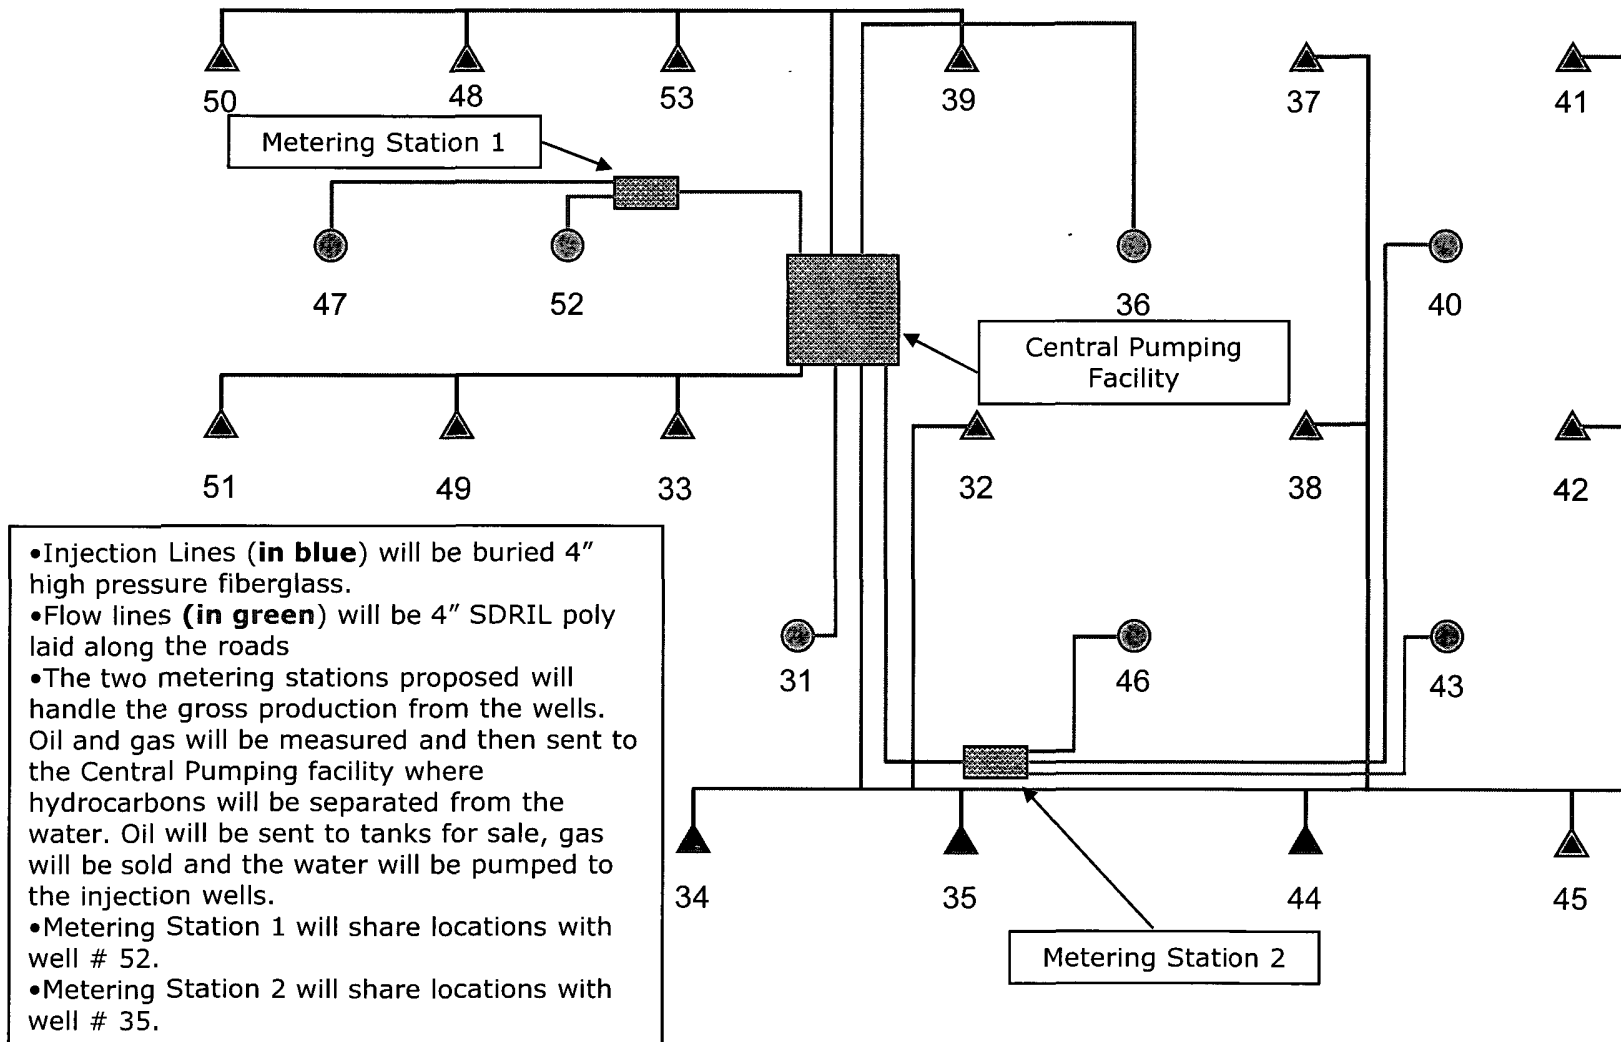 50
48
53
39
37
41
Metering Station 1
47
52
36
40
Central Pumping
Facility
51
49
33
32
38
42
•Injection Lines (in blue) will be buried 4″
high pressure fiberglass.
•Flow lines (in green) will be 4″ SDRIL poly
laid along the roads
•The two metering stations proposed will
handle the gross production from the wells.
Oil and gas will be measured and then sent to
the Central Pumping facility where
hydrocarbons will be separated from the
water. Oil will be sent to tanks for sale, gas
will be sold and the water will be pumped to
the injection wells.
•Metering Station 1 will share locations with
well # 52.
•Metering Station 2 will share locations with
well # 35.
31
46
43
34
35
44
45
Metering Station 2